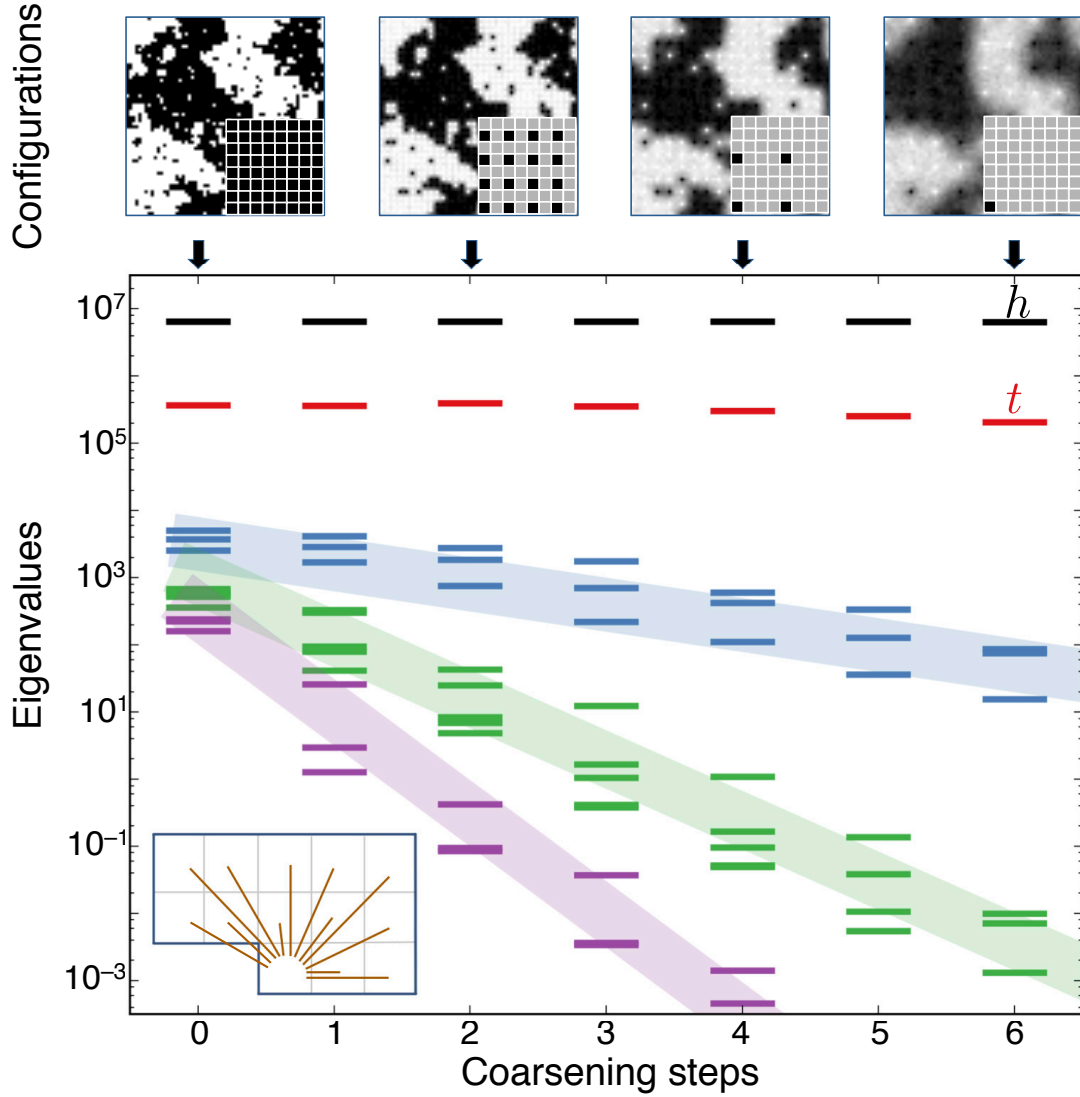 Configurations
Eigenvalues
10^7
10^5
10^3
10^1
10^-1
10^-3
h
t
0 1 2 3 4 5 6
Coarsening steps